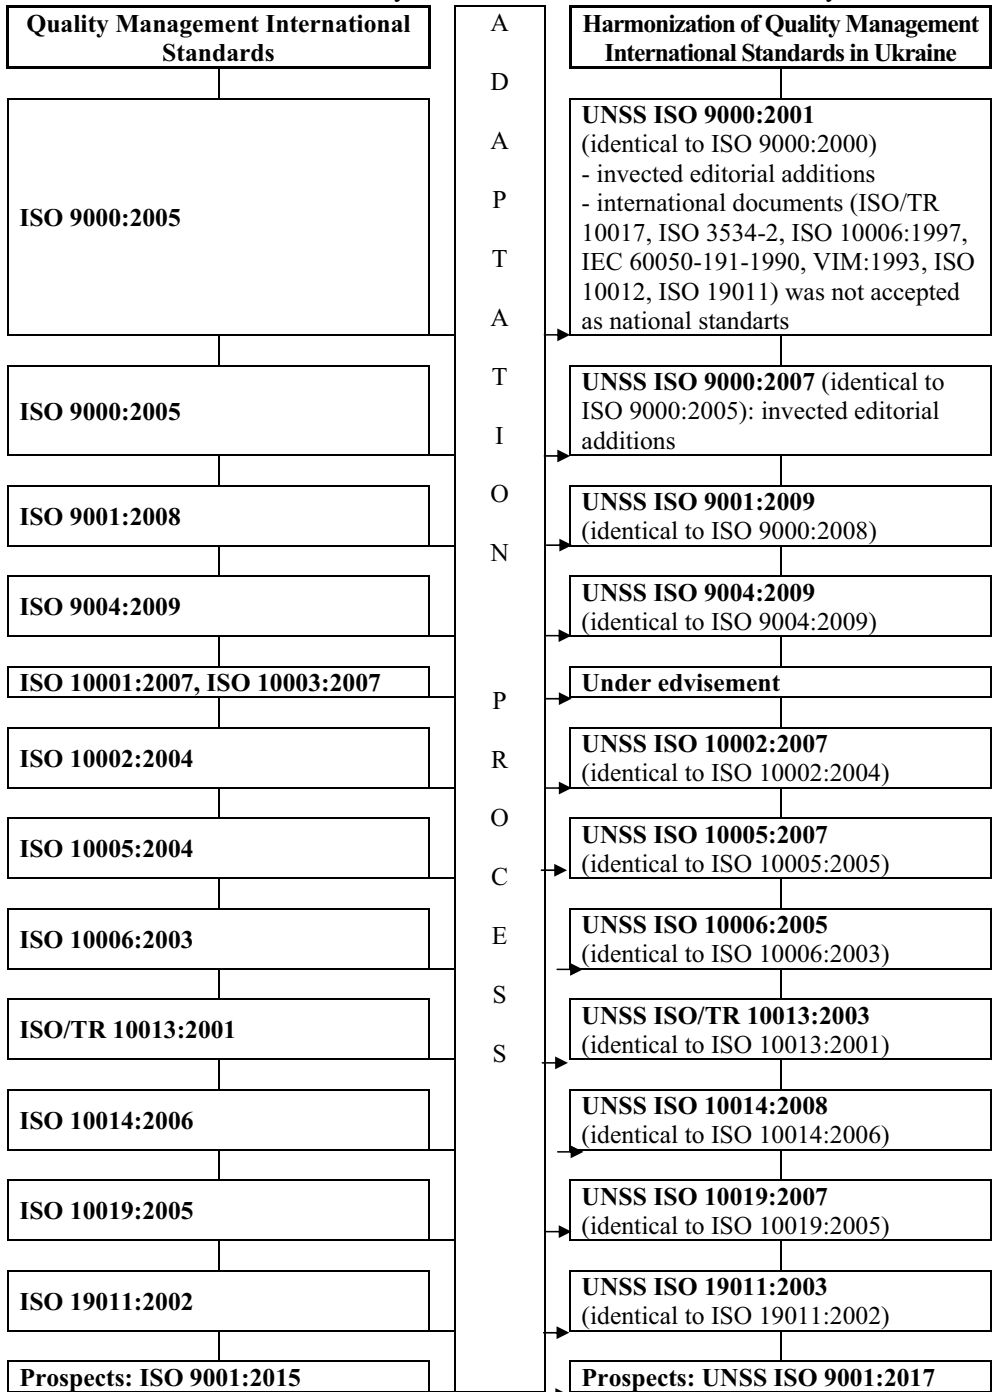 Quality Management International
Standards
ISO 9000:2005
ISO 9000:2005
ISO 9001:2008
ISO 9004:2009
ISO 10001:2007, ISO 10003:2007
ISO 10002:2004
ISO 10005:2004
ISO 10006:2003
ISO/TR 10013:2001
ISO 10014:2006
ISO 10019:2005
ISO 19011:2002
Prospects: ISO 9001:2015
A
D
A
P
T
A
T
I
O
N
P
R
O
C
E
S
S
Harmonization of Quality Management
International Standards in Ukraine
UNSS ISO 9000:2001
(identical to ISO 9000:2000)
- invected editorial additions
- international documents (ISO/TR
10017, ISO 3534-2, ISO 10006:1997,
IEC 60050-191-1990, VIM:1993, ISO
10012, ISO 19011) was not accepted
as national standarts
UNSS ISO 9000:2007 (identical to
ISO 9000:2005): invected editorial
additions
UNSS ISO 9001:2009
(identical to ISO 9000:2008)
UNSS ISO 9004:2009
(identical to ISO 9004:2009)
Under edvisement
UNSS ISO 10002:2007
(identical to ISO 10002:2004)
UNSS ISO 10005:2007
(identical to ISO 10005:2005)
UNSS ISO 10006:2005
(identical to ISO 10006:2003)
UNSS ISO/TR 10013:2003
(identical to ISO 10013:2001)
UNSS ISO 10014:2008
(identical to ISO 10014:2006)
UNSS ISO 10019:2007
(identical to ISO 10019:2005)
UNSS ISO 19011:2003
(identical to ISO 19011:2002)
Prospects: UNSS ISO 9001:2017